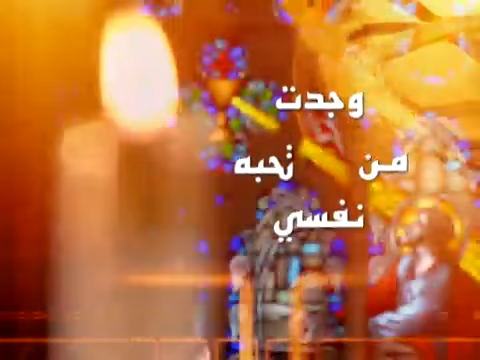 وجدت
من تحبه
نفسي